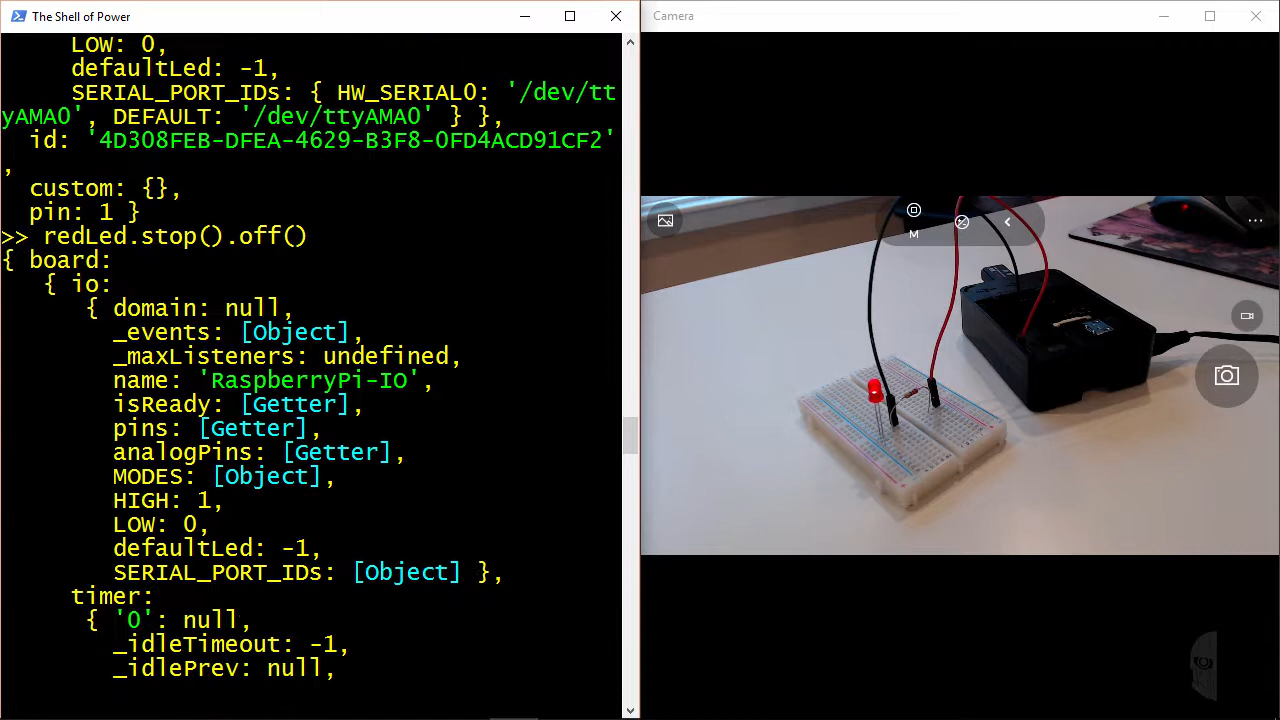 The Shell of Power
LOW: 0,
defaultLed: -1,
SERIAL_PORT_IDs: { HW_SERIAL0: '/dev/tt
yAMA0', DEFAULT: '/dev/ttyAMA0' } },
id: '4D308FEB-DFEA-4629-B3F8-0FD4ACD91CF2'
,
custom: {},
pin: 1 }
>> redLed.stop().off()
{ board:
{ io:
{ domain: null,
_events: [Object],
_maxListeners: undefined,
name: 'RaspberryPi-IO',
isReady: [Getter],
pins: [Getter],
analogPins: [Getter],
MODES: [Object],
HIGH: 1,
LOW: 0,
defaultLed: -1,
SERIAL_PORT_IDs: [Object] },
timer:
{ '0': null,
_idleTimeout: -1,
_idlePrev: null,
Camera
M